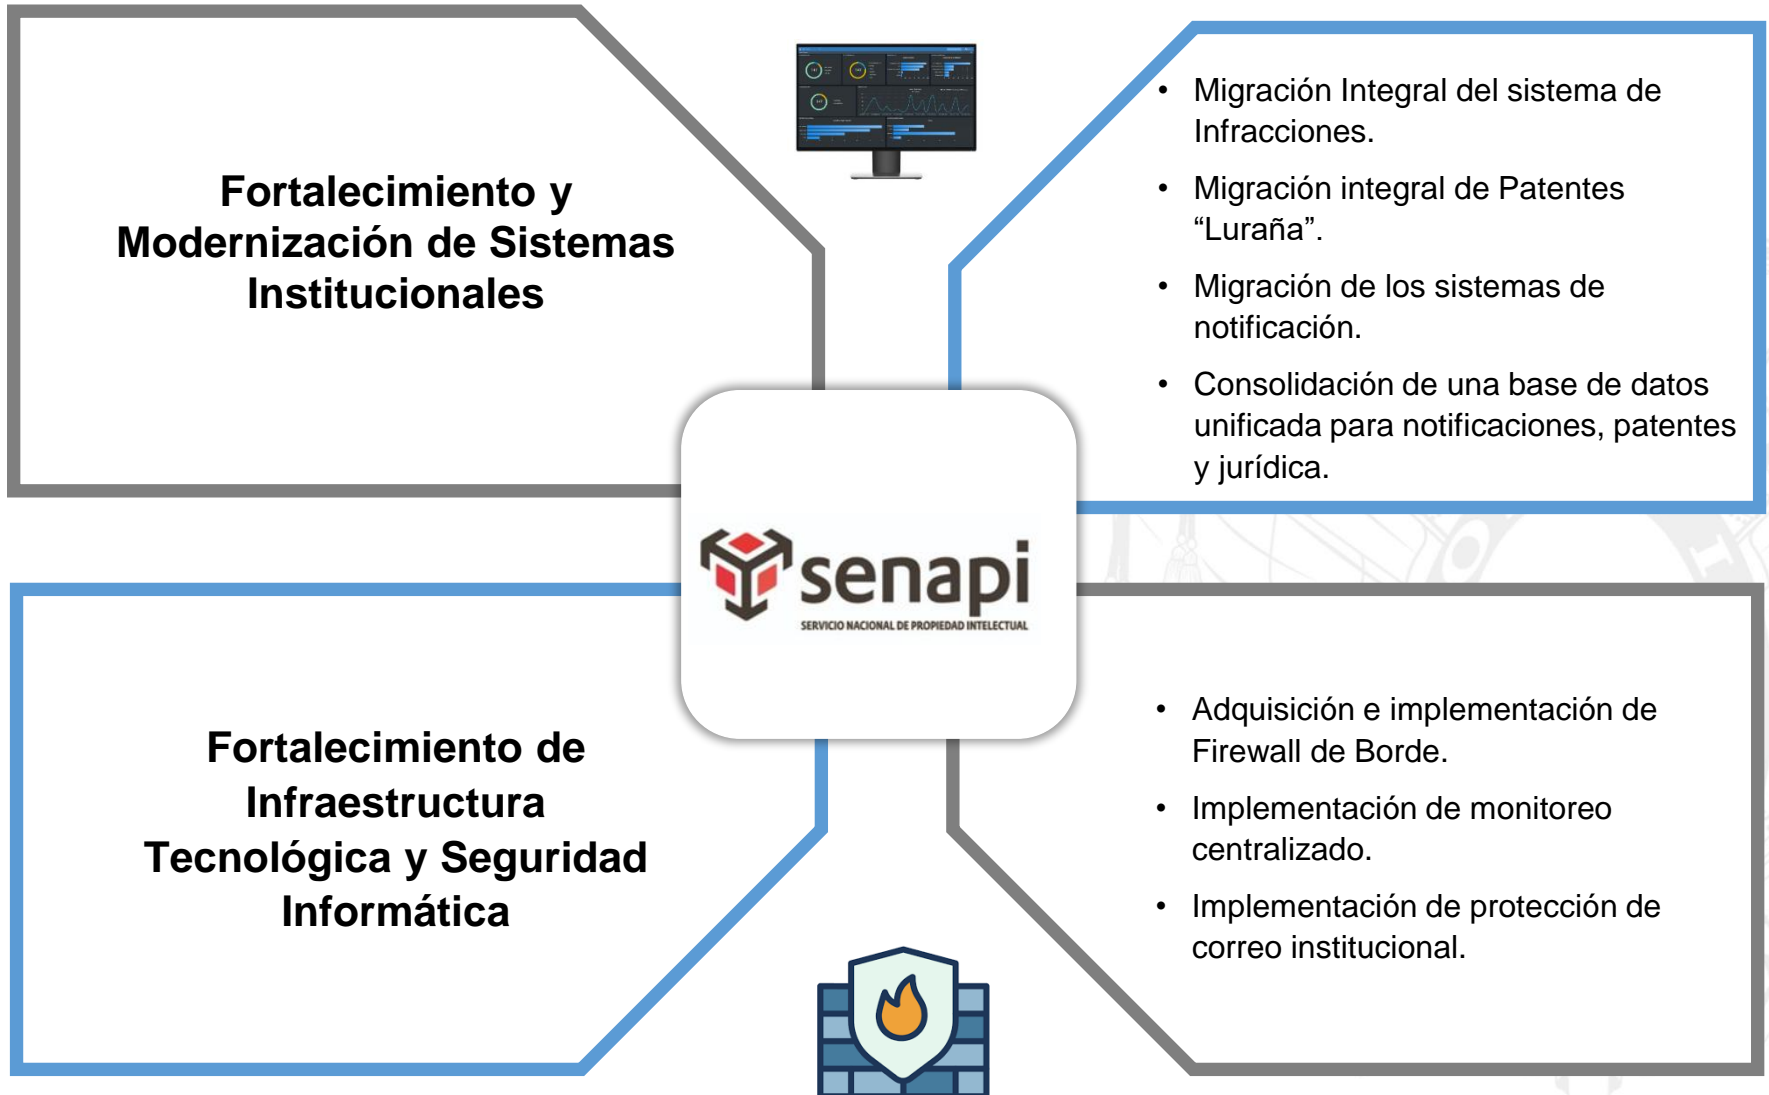 Fortalecimiento y
Modernización de Sistemas
Institucionales
• Migración Integral del sistema de
Infracciones.
• Migración integral de Patentes
“Luraña”.
• Migración de los sistemas de
notificación.
• Consolidación de una base de datos
unificada para notificaciones, patentes
y jurídica.
senapi
SERVICIO NACIONAL DE PROPIEDAD INTELECTUAL
Fortalecimiento de
Infraestructura
Tecnológica y Seguridad
Informática
• Adquisición e implementación de
Firewall de Borde.
• Implementación de monitoreo
centralizado.
• Implementación de protección de
correo institucional.